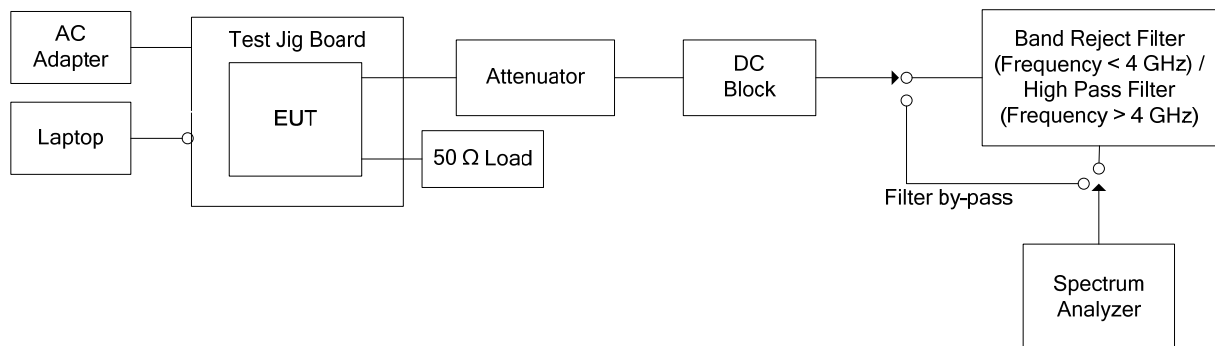 AC
Adapter
Laptop
Test Jig Board
EUT
50 Ω Load
Attenuator
DC
Block
Band Reject Filter
(Frequency < 4 GHz) /
High Pass Filter
(Frequency > 4 GHz)
Filter by-pass
Spectrum
Analyzer